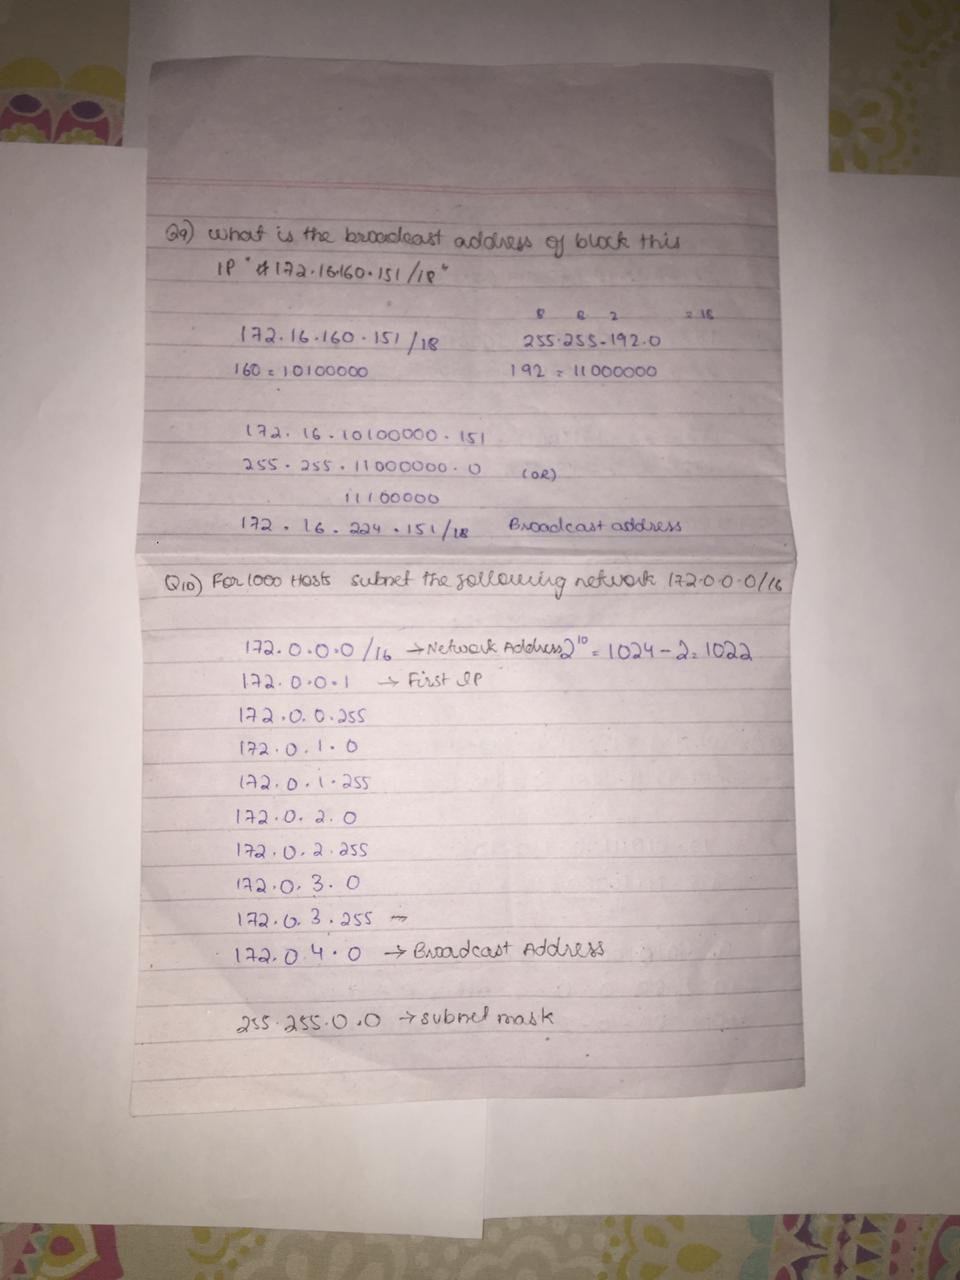 Q9) what is the broadcast address of block this
IP "172.16.160.151/18"
8 8 2 = 18
172.16.160.151/18 255.255.192.0
160 = 10100000 192 = 11000000
172.16.10100000.151
255.255.11000000.0 (OR)
11100000
172.16.224.151/18 Broadcast address
Q10) For 1000 Hosts subnet the following network 172.0.0.0/16
172.0.0.0/16 → Network Address 2¹⁰ = 1024 - 2 = 1022
172.0.0.1 → First IP
172.0.0.255
172.0.1.0
172.0.1.255
172.0.2.0
172.0.2.255
172.0.3.0
172.0.3.255
172.0.4.0 → Broadcast Address
255.255.0.0 → subnet mask